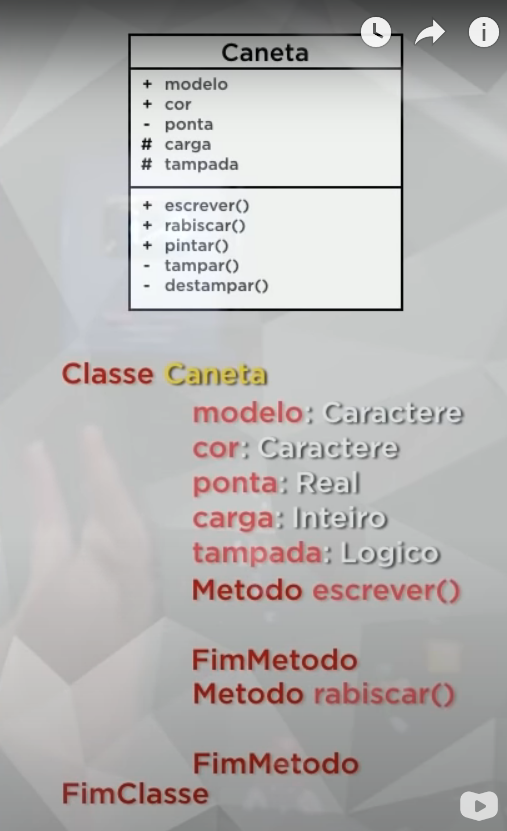 Caneta
+ modelo
+ cor
- ponta
# carga
# tampada
+ escrever()
+ rabiscar()
+ pintar()
- tampar()
- destampar()
Classe Caneta
modelo: Caractere
cor: Caractere
ponta: Real
carga: Inteiro
tampada: Logico
Metodo escrever()
FimMetodo
Metodo rabiscar()
FimMetodo
FimClasse